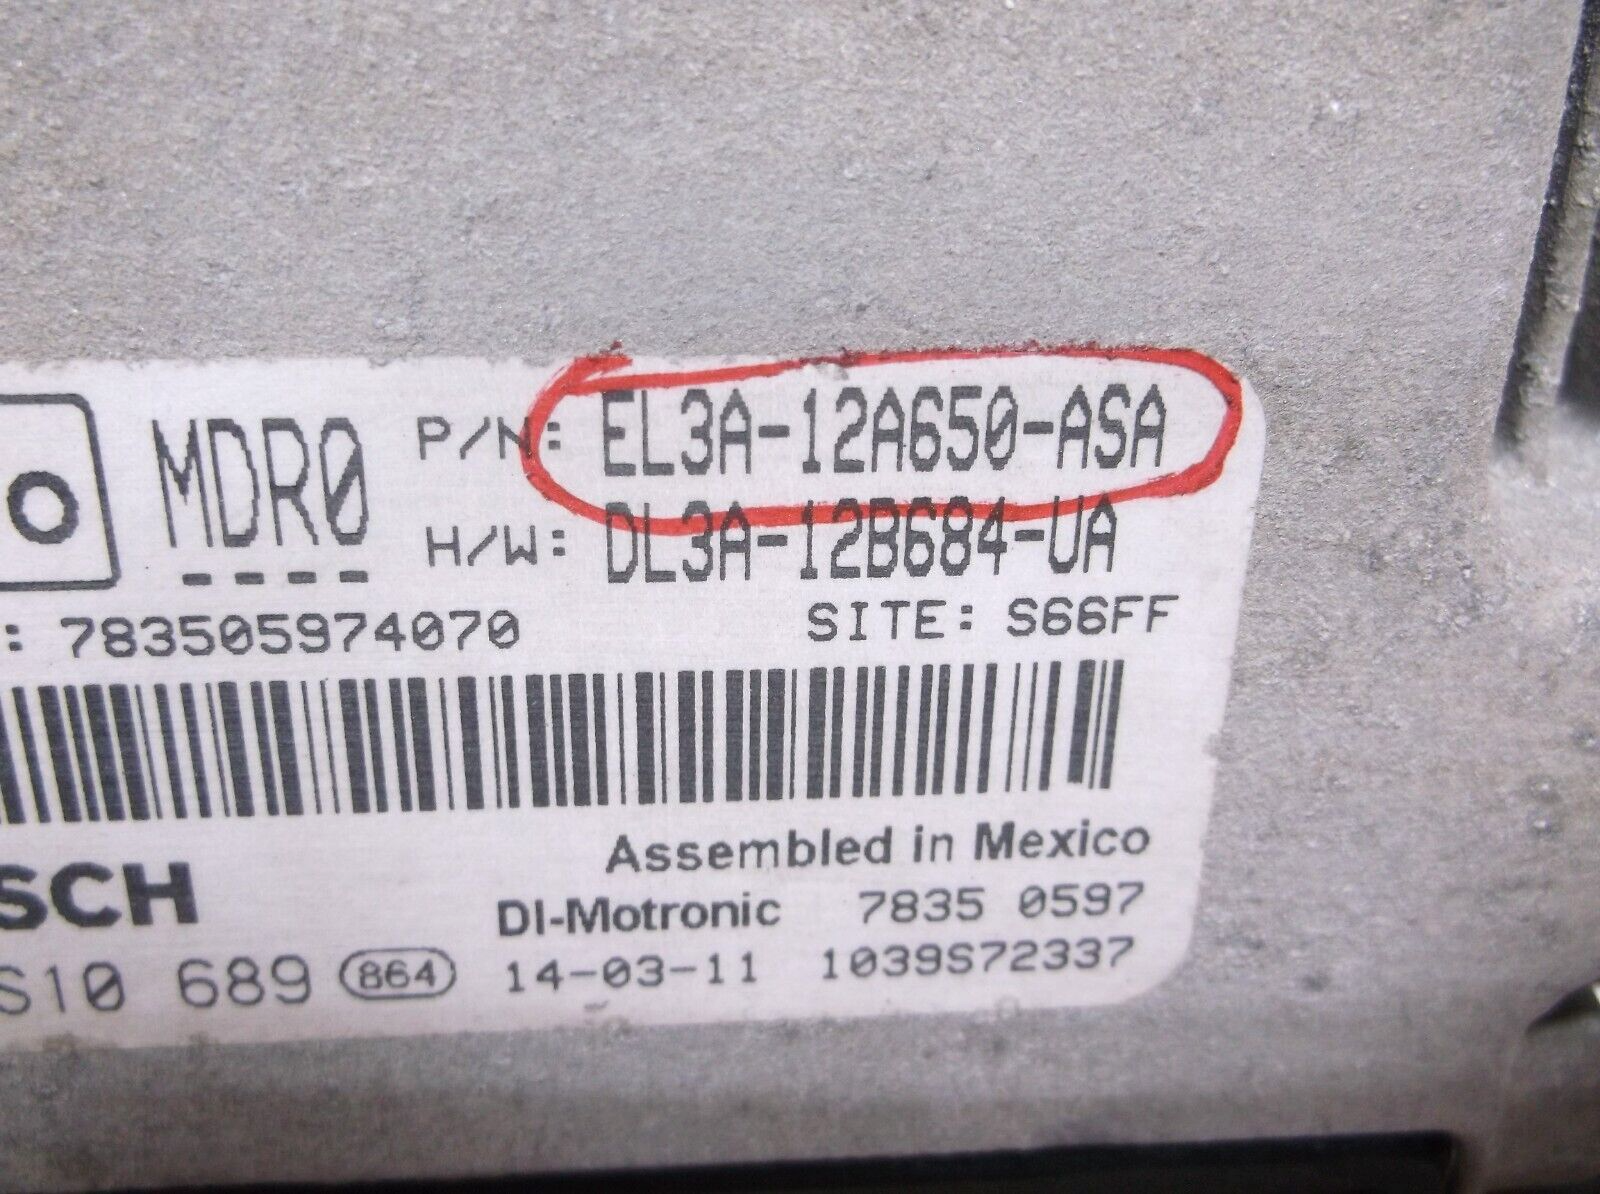 MDR0 P/N: EL3A-12A650-ASA
H/W: DL3A-12B684-UA
: 783505974070 SITE: S66FF
Assembled in Mexico
SCH
DI-Motronic 7835 0597
S10 689 864 14-03-11 1039S72337